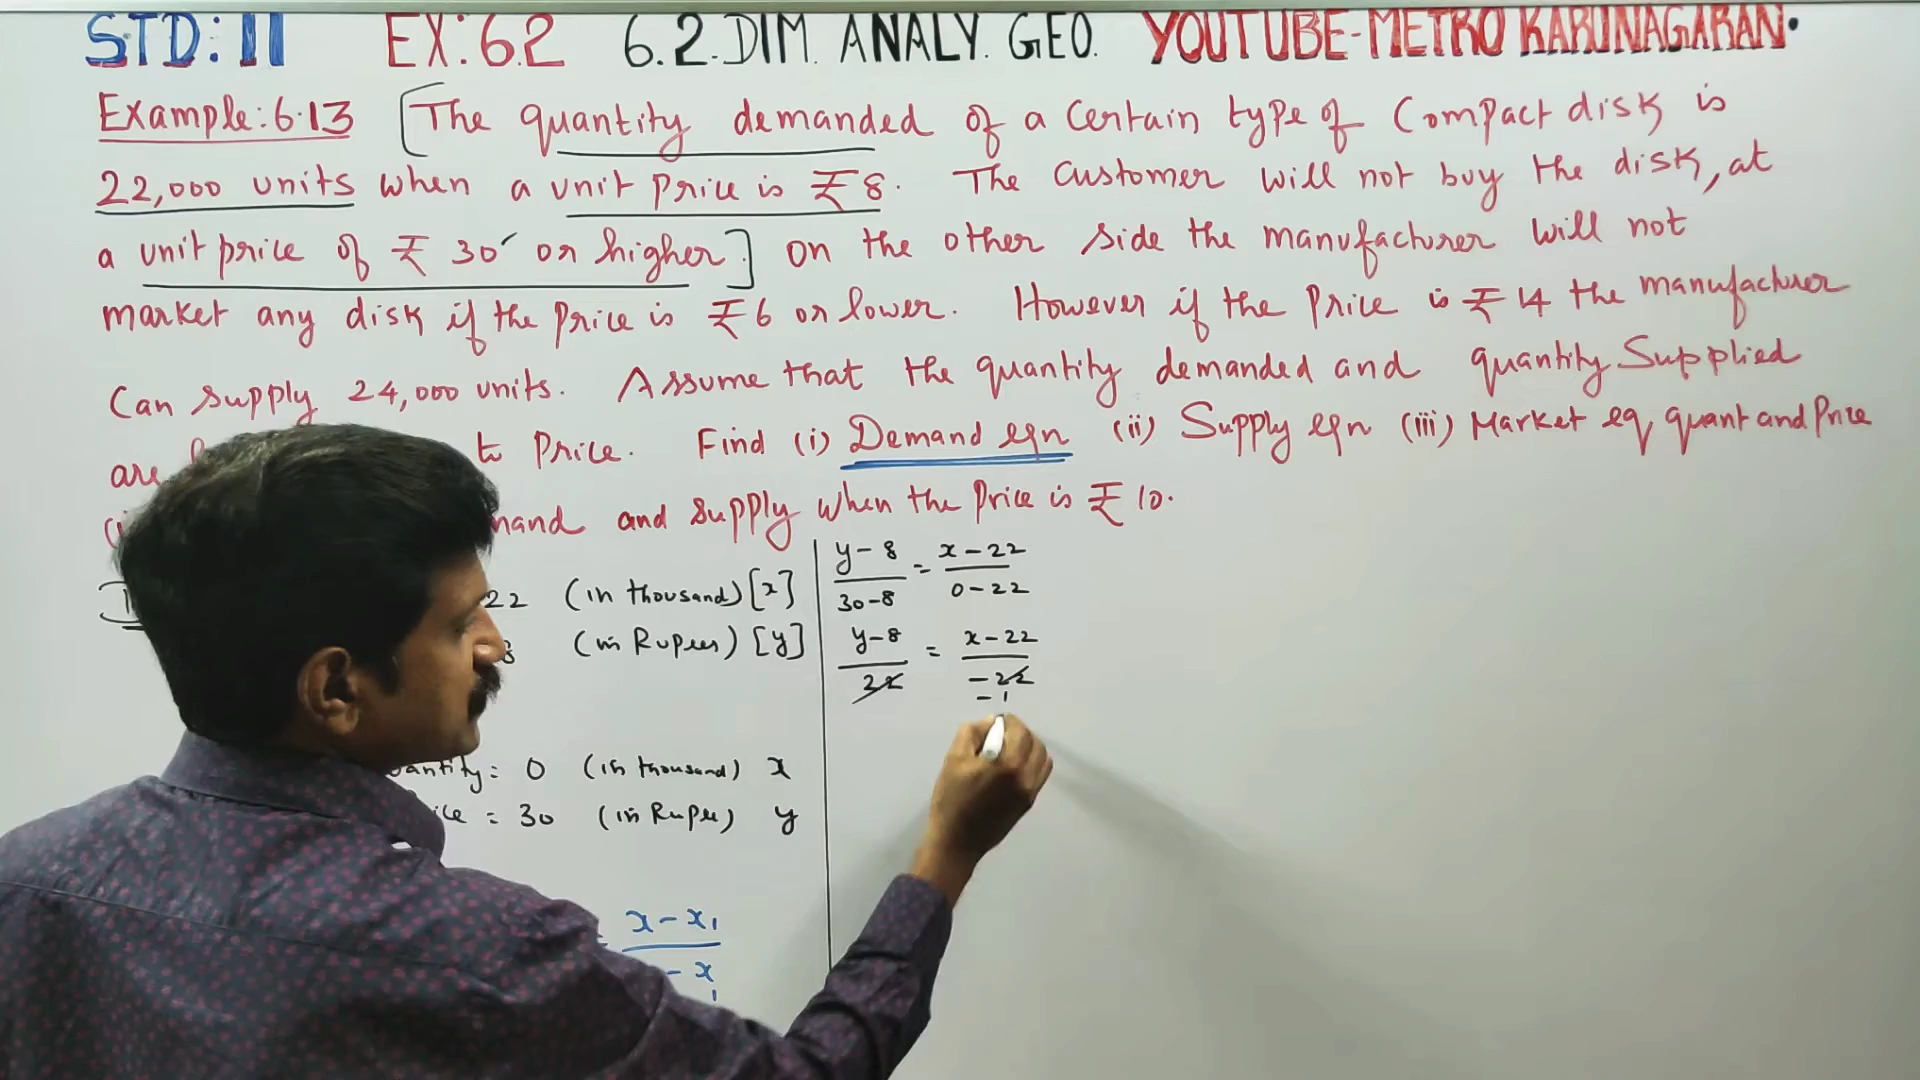 STD: 11 EX: 6.2 6.2. DIM. ANALY. GEO. YOUTUBE-METRO KARUNAGARAN.
Example: 6.13 [The quantity demanded of a certain type of Compact disk is
22,000 units when a unit price is ₹8. The customer will not buy the disk, at
a unit price of ₹ 30 or higher.] On the other side the manufacturer will not
market any disk if the price is ₹6 or lower. However if the price is ₹ 14 the manufacturer
Can supply 24,000 units. Assume that the quantity demanded and quantity Supplied
are to Price. Find (i) Demand eqn (ii) Supply eqn (iii) Market eq, quant and Price
and supply when the price is ₹ 10.
22 (in thousand) [x]
(in Rupees) [y]
= 0 (in thousand) x
= 30 (in Rupee) y
x - x1
- x1
y - 8 / 30-8 = x - 22 / 0 - 22
y-8 / 22 = x - 22 / -22
-1